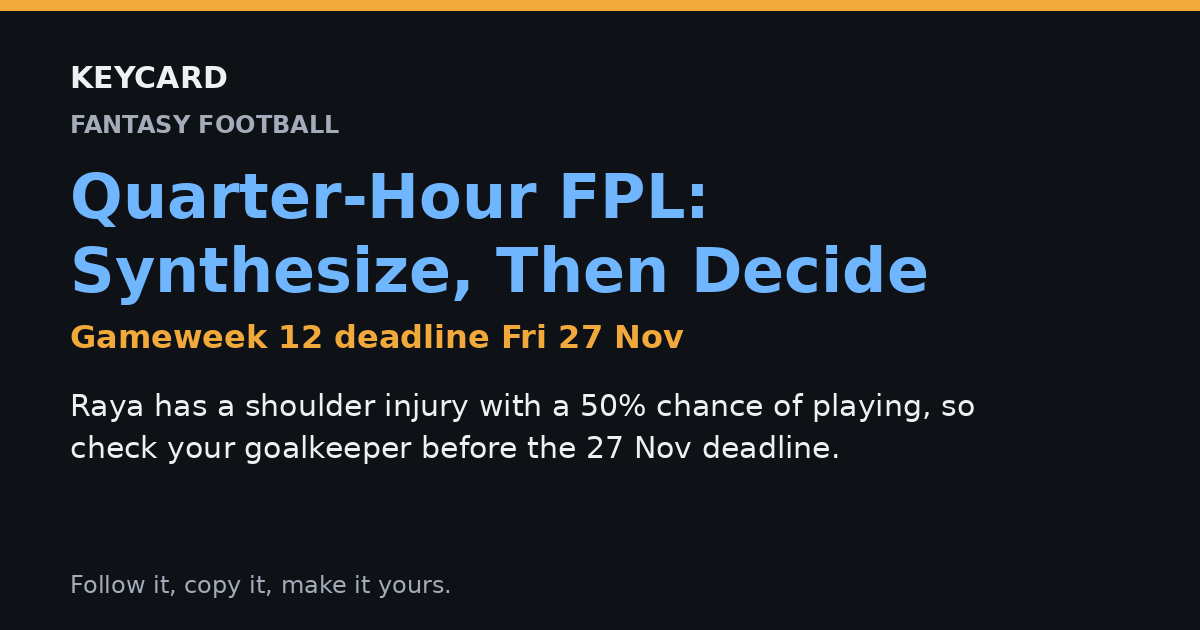 KEYCARD
FANTASY FOOTBALL
Quarter-Hour FPL:
Synthesize, Then Decide
Gameweek 12 deadline Fri 27 Nov
Raya has a shoulder injury with a 50% chance of playing, so
check your goalkeeper before the 27 Nov deadline.
Follow it, copy it, make it yours.